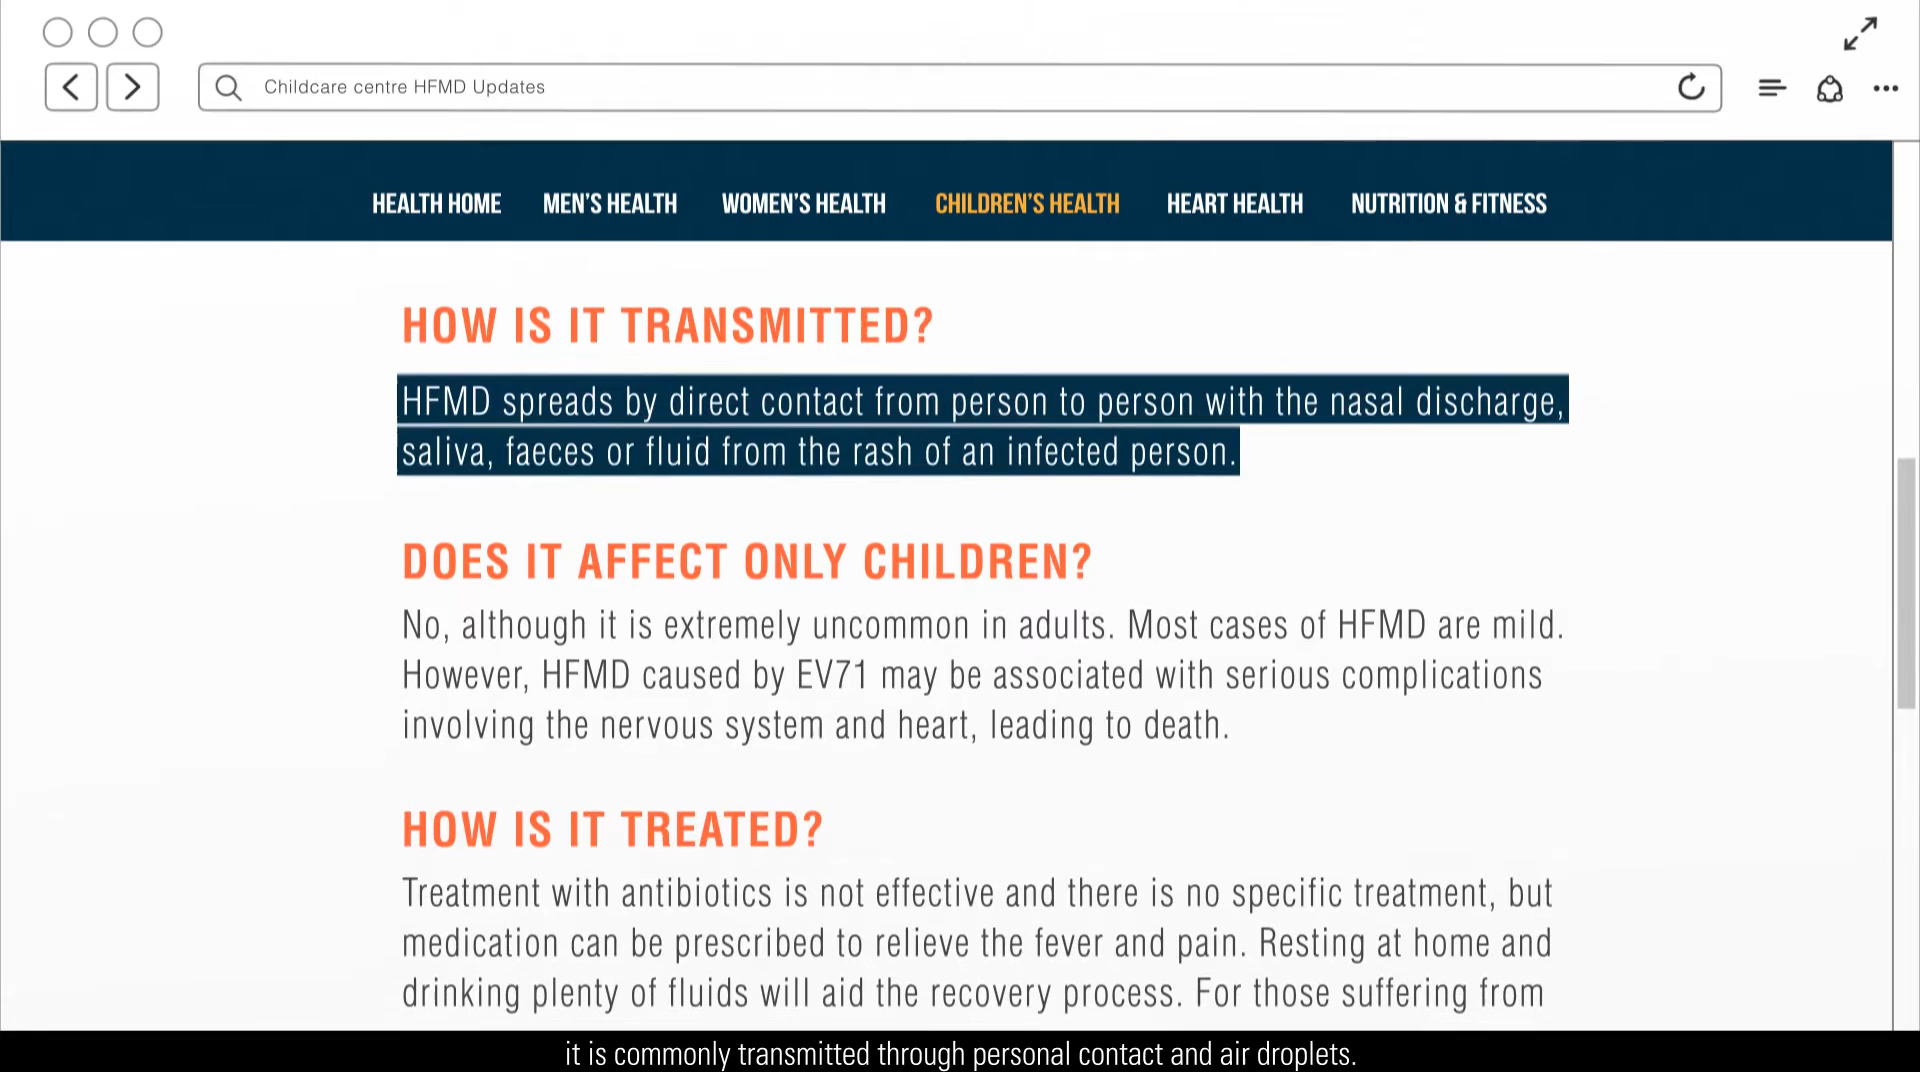 Childcare centre HFMD Updates
HEALTH HOME MEN'S HEALTH WOMEN'S HEALTH CHILDREN'S HEALTH HEART HEALTH NUTRITION & FITNESS
HOW IS IT TRANSMITTED?
HFMD spreads by direct contact from person to person with the nasal discharge,
saliva, faeces or fluid from the rash of an infected person.
DOES IT AFFECT ONLY CHILDREN?
No, although it is extremely uncommon in adults. Most cases of HFMD are mild.
However, HFMD caused by EV71 may be associated with serious complications
involving the nervous system and heart, leading to death.
HOW IS IT TREATED?
Treatment with antibiotics is not effective and there is no specific treatment, but
medication can be prescribed to relieve the fever and pain. Resting at home and
drinking plenty of fluids will aid the recovery process. For those suffering from
it is commonly transmitted through personal contact and air droplets.